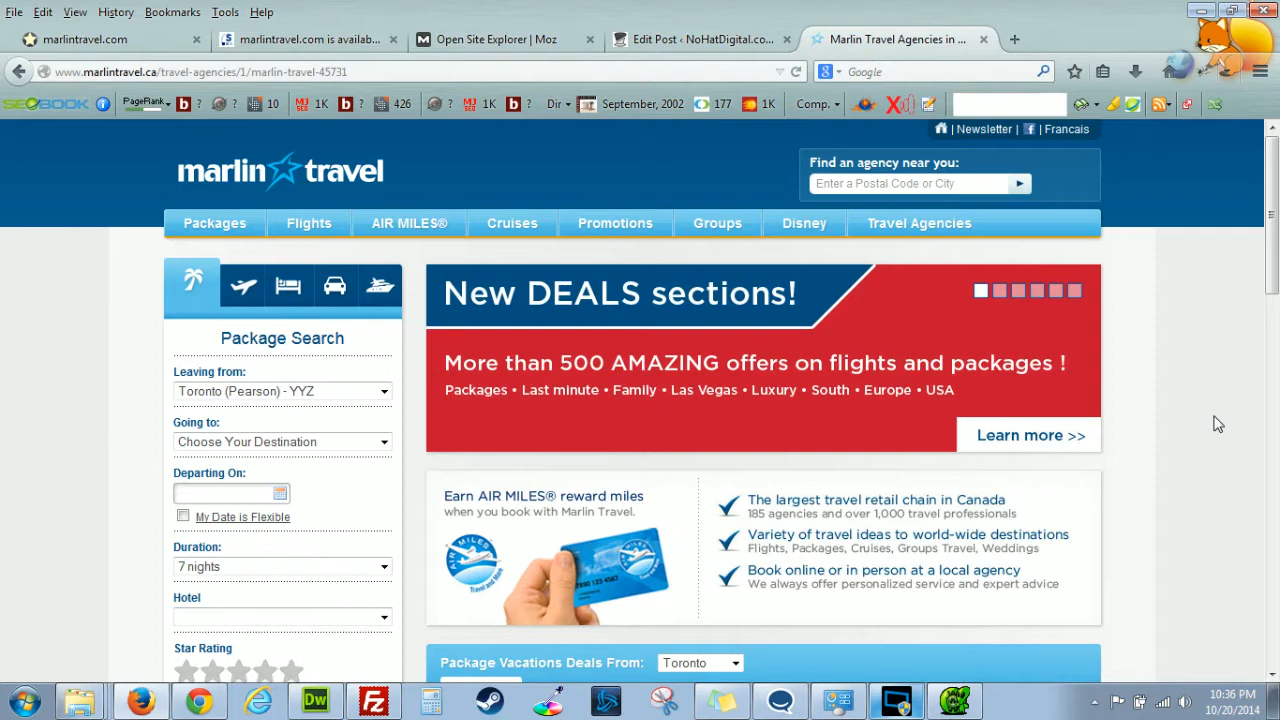 File Edit View History Bookmarks Tools Help
marlintravel.com
marlintravel.com is availab...
Open Site Explorer | Moz
Edit Post ‹ NoHatDigital.co...
Marlin Travel Agencies in ...
www.marlintravel.ca/travel-agencies/1/marlin-travel-45731
Google
SEOBOOK PageRank ? ? 10 1K ? 426 ? 1K ? Dir September, 2002 177 1K Comp.
| Newsletter | | Francais
marlin travel
Find an agency near you:
Enter a Postal Code or City
Packages Flights AIR MILES® Cruises Promotions Groups Disney Travel Agencies
New DEALS sections!
More than 500 AMAZING offers on flights and packages !
Packages • Last minute • Family • Las Vegas • Luxury • South • Europe • USA
Learn more >>
Package Search
Leaving from:
Toronto (Pearson) - YYZ
Going to:
Choose Your Destination
Departing On:
My Date is Flexible
Duration:
7 nights
Hotel
Star Rating
Earn AIR MILES® reward miles
when you book with Marlin Travel.
AIR MILES
The largest travel retail chain in Canada
185 agencies and over 1,000 travel professionals
Variety of travel ideas to world-wide destinations
Flights, Packages, Cruises, Groups Travel, Weddings
Book online or in person at a local agency
We always offer personalized service and expert advice
Package Vacations Deals From: Toronto
Dw
Fz
10:36 PM
10/20/2014